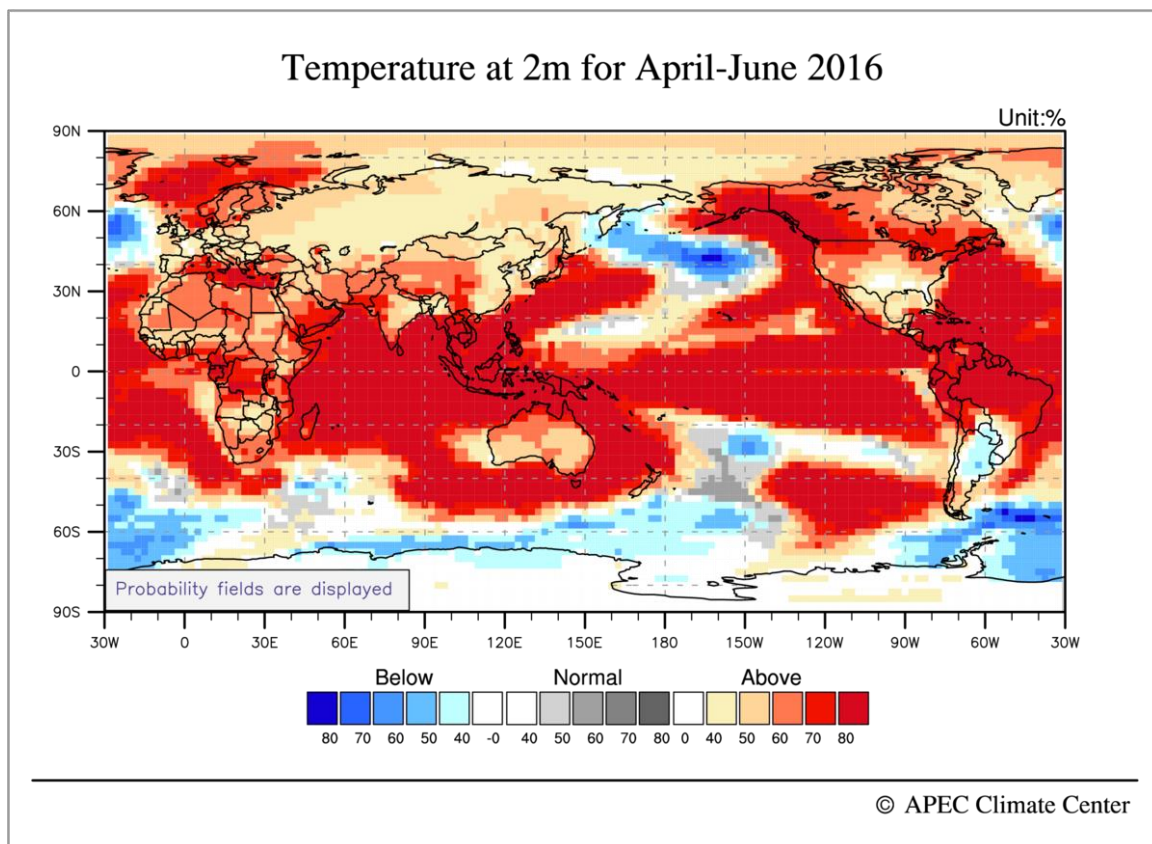 Temperature at 2m for April-June 2016
Unit:%
90N
60N
30N
0
30S
60S
90S
Probability fields are displayed
30W 0 30E 60E 90E 120E 150E 180 150W 120W 90W 60W 30W
Below Normal Above
80 70 60 50 40 -0 40 50 60 70 80 0 40 50 60 70 80
© APEC Climate Center